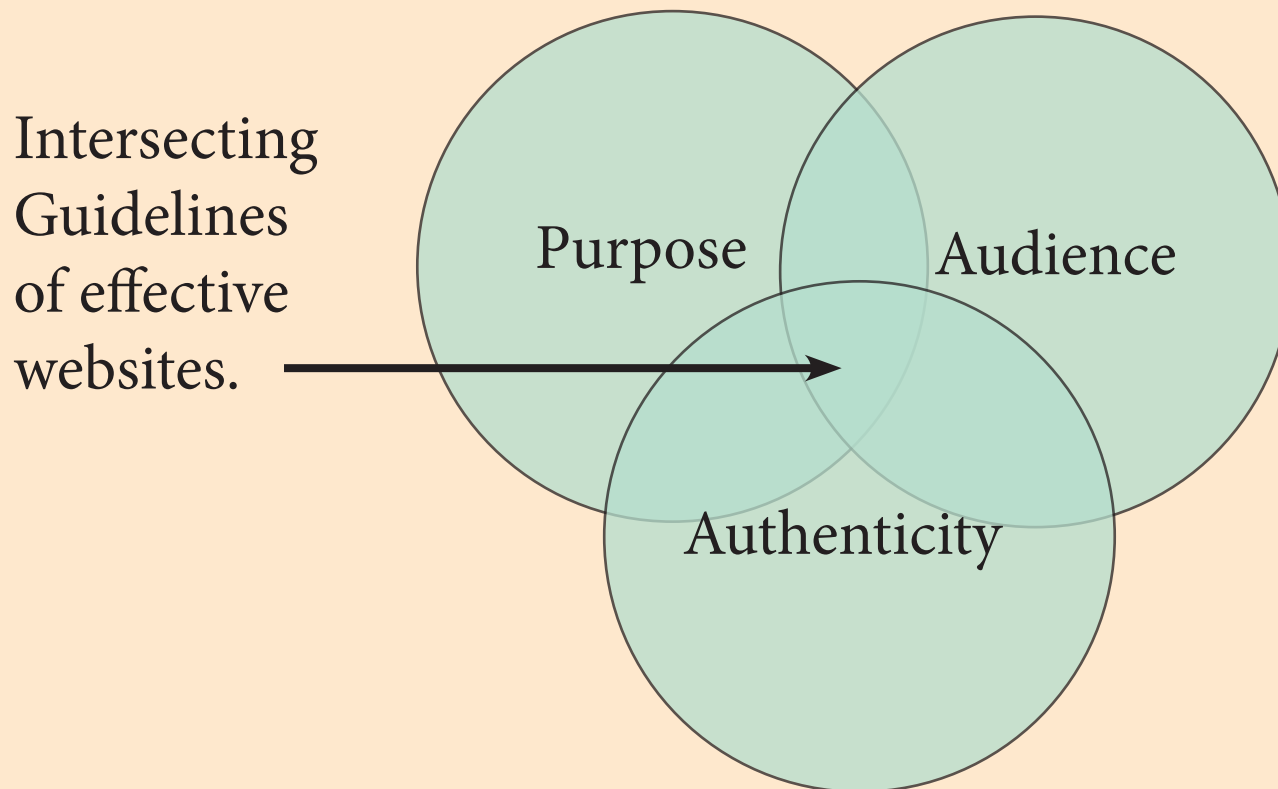 Intersecting
Guidelines
of effective
websites.
Purpose
Audience
Authenticity